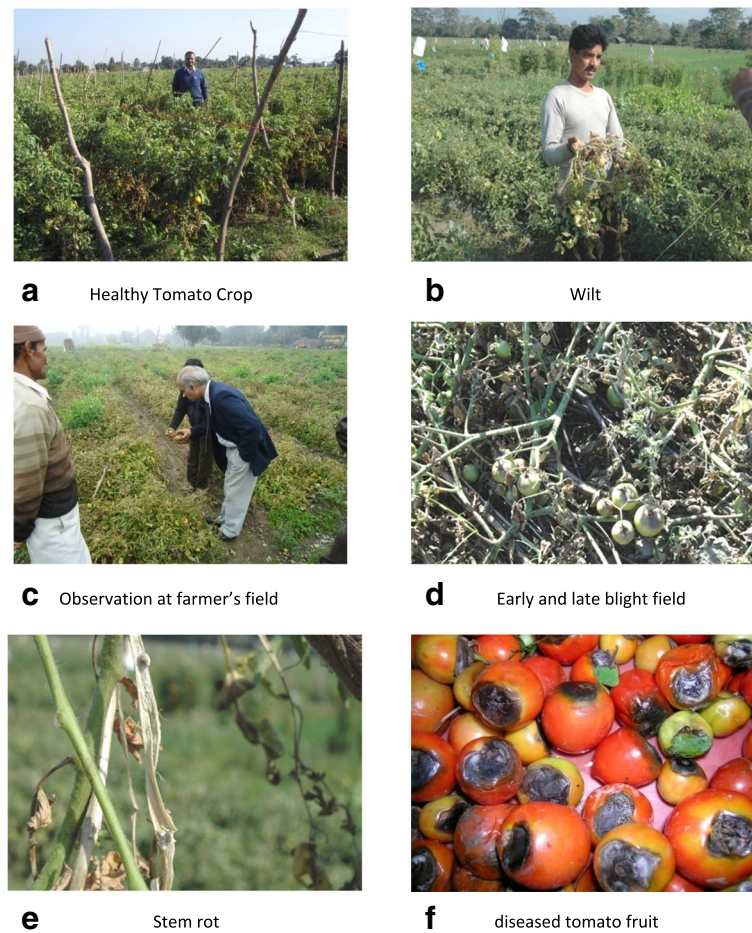 a Healthy Tomato Crop
b Wilt
c Observation at farmer’s field
d Early and late blight field
e Stem rot
f diseased tomato fruit